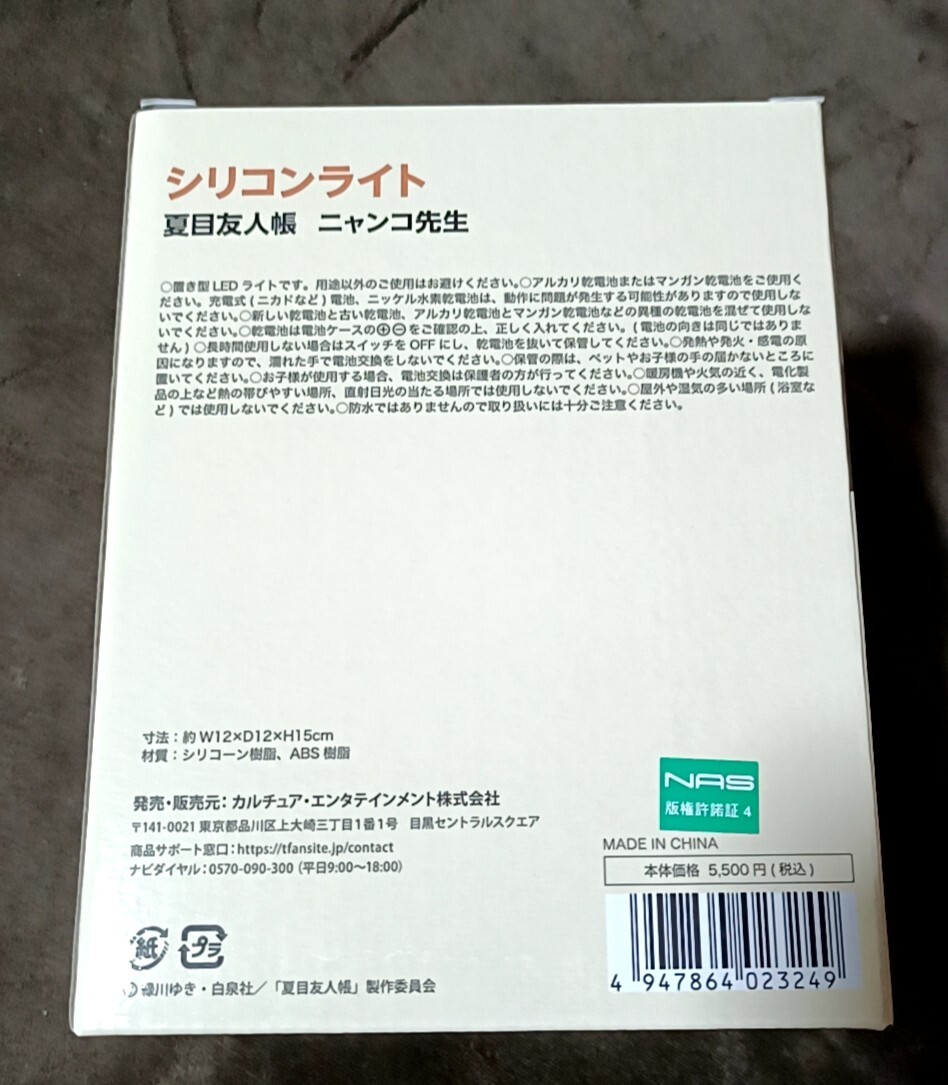 シリコンライト
夏目友人帳 ニャンコ先生
○置き型LEDライトです。用途以外のご使用はお避けください。○アルカリ乾電池またはマンガン乾電池をご使用く
ださい。充電式(ニカドなど)電池、ニッケル水素乾電池は、動作に問題が発生する可能性がありますので使用しな
いでください。○新しい乾電池と古い乾電池、アルカリ乾電池とマンガン乾電池などの異種の乾電池を混ぜて使用しな
いでください。○乾電池は電池ケースの⊕⊖をご確認の上、正しく入れてください。(電池の向きは同じではありま
せん)○長時間使用しない場合はスイッチをOFFにし、乾電池を抜いて保管してください。○発熱や発火・感電の原
因になりますので、濡れた手で電池交換をしないでください。○保管の際は、ペットやお子様の手の届かないところに
置いてください。○お子様が使用する場合、電池交換は保護者の方が行ってください。○暖房機や火気の近く、電化製
品の上など熱の帯びやすい場所、直射日光の当たる場所では使用しないでください。○屋外や湿気の多い場所(浴室な
ど)では使用しないでください。○防水ではありませんので取り扱いには十分ご注意ください。
寸法：約W12×D12×H15cm
材質：シリコーン樹脂、ABS樹脂
発売・販売元：カルチュア・エンタテインメント株式会社
〒141-0021 東京都品川区上大崎三丁目1番1号 目黒セントラルスクエア
商品サポート窓口：https://tfansite.jp/contact
ナビダイヤル：0570-090-300（平日9:00～18:00）
NAS
版権許諾証 4
MADE IN CHINA
本体価格 5,500円(税込)
4 947864 023249
紙 プラ
©緑川ゆき・白泉社／「夏目友人帳」製作委員会